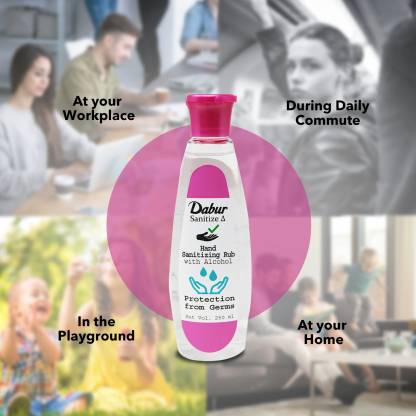 At your
Workplace
During Daily
Commute
Dabur
Sanitize Δ
Hand
Sanitizing Rub
with Alcohol
Protection
from Germs
Net Vol. 250 ml
In the
Playground
At your
Home